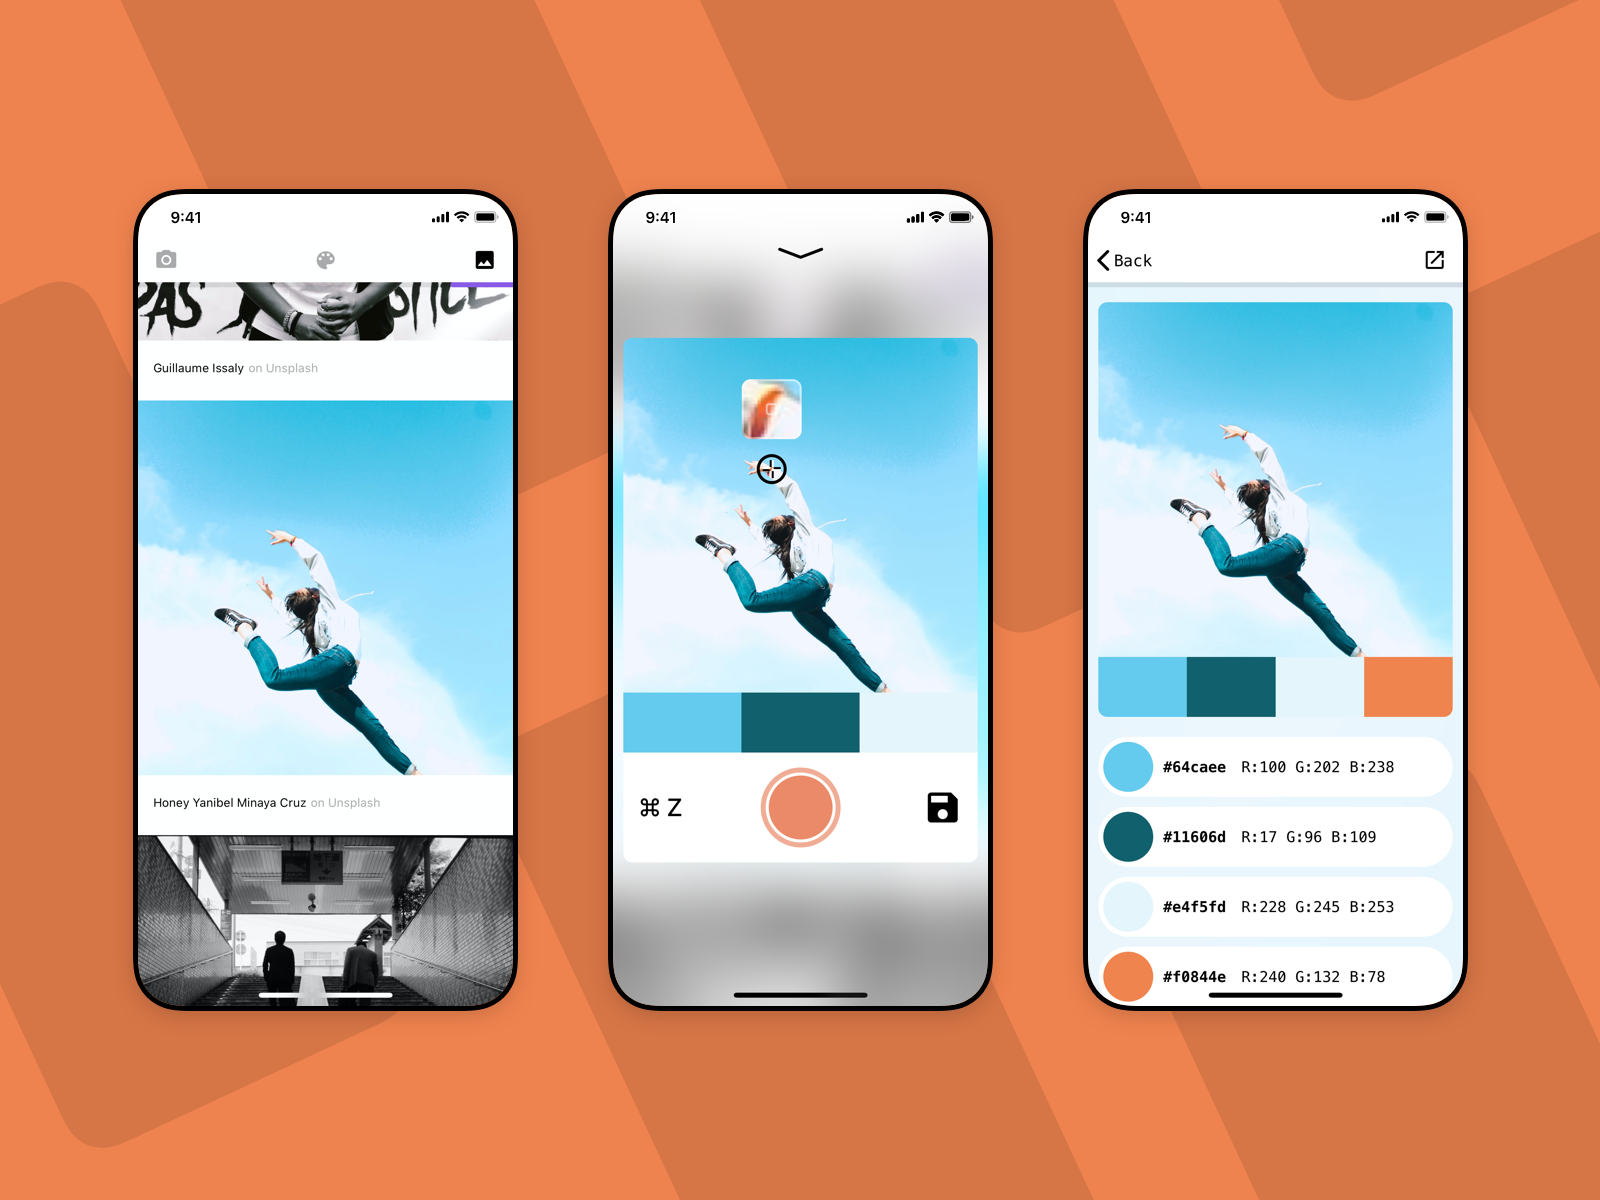 9:41
PAS
Guillaume Issaly on Unsplash
Honey Yanibel Minaya Cruz on Unsplash
9:41
⌘ Z
9:41
Back
#64caee R:100 G:202 B:238
#11606d R:17 G:96 B:109
#e4f5fd R:228 G:245 B:253
#f0844e R:240 G:132 B:78